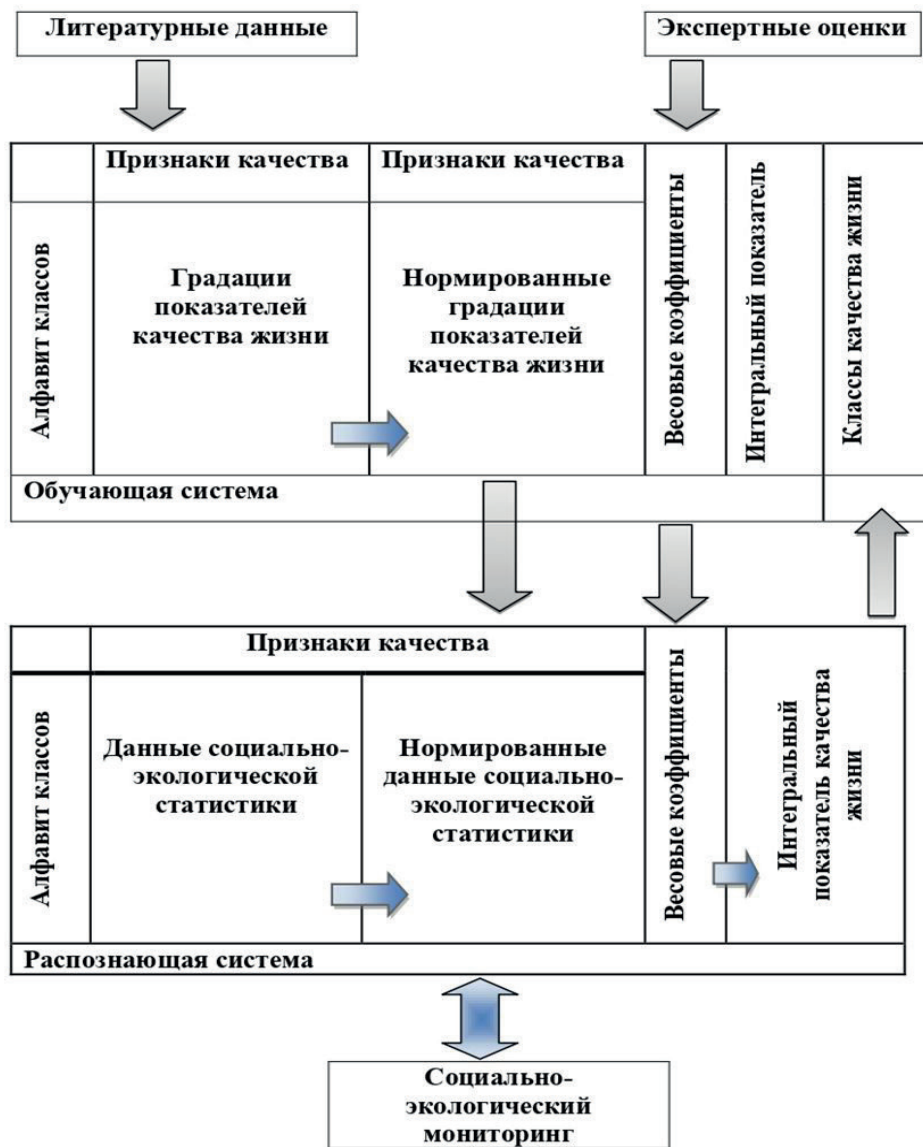 Литературные данные
Экспертные оценки
Признаки качества
Признаки качества
Алфавит классов
Градации
показателей
качества жизни
Нормированные
градации
показателей
качества жизни
Весовые коэффициенты
Интегральный показатель
Классы качества жизни
Обучающая система
Признаки качества
Алфавит классов
Данные социально-
экологической
статистики
Нормированные
данные социально-
экологической
статистики
Весовые коэффициенты
Интегральный
показатель качества
жизни
Распознающая система
Социально-
экологический
мониторинг